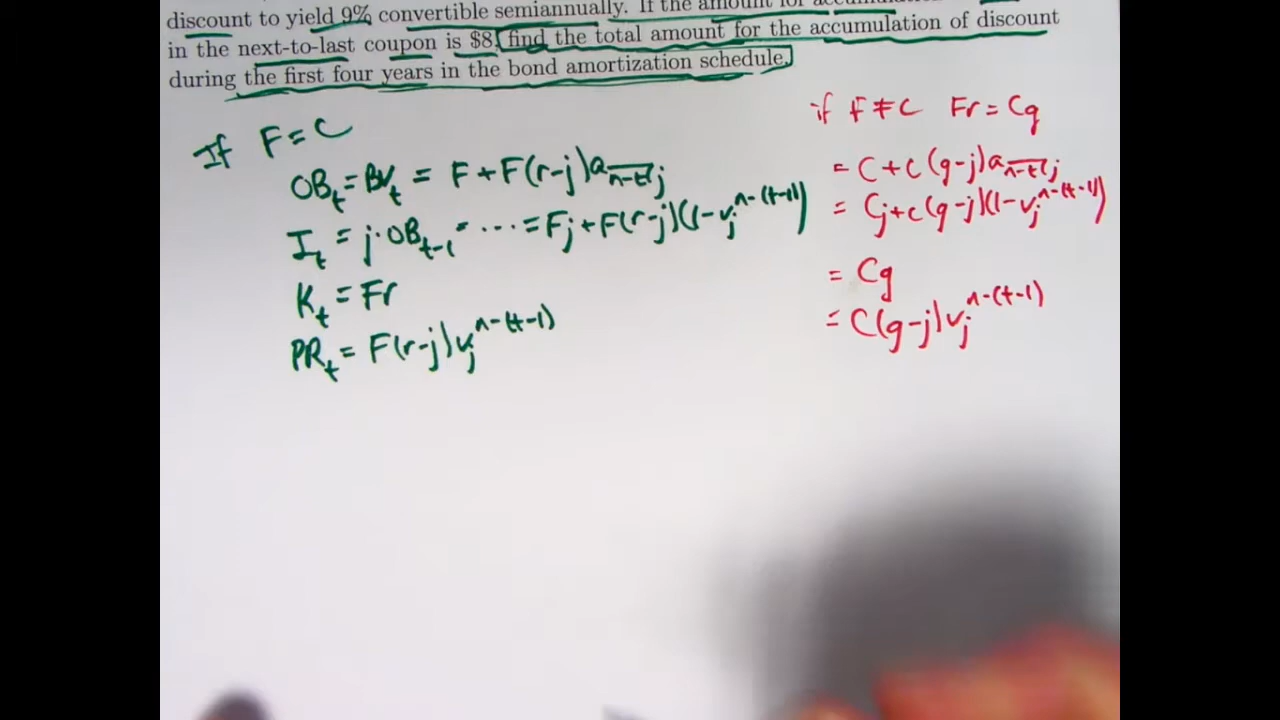 discount to yield 9% convertible semiannually. If the amount for accumulation
in the next-to-last coupon is $8, find the total amount for the accumulation of discount
during the first four years in the bond amortization schedule.
If F = C
if F ≠ C Fr = Cg
OB_t = BV_t = F + F(r-j)a_{\overline{n-t}|j}
= C + C(g-j)a_{\overline{n-t}|j}
I_t = j·OB_{t-1} = ... = Fj + F(r-j)(1-v_j^{n-(t-1)})
= Cj + C(g-j)(1-v_j^{n-(t-1)})
K_t = Fr
= Cg
PR_t = F(r-j)v_j^{n-(t-1)}
= C(g-j)v_j^{n-(t-1)}